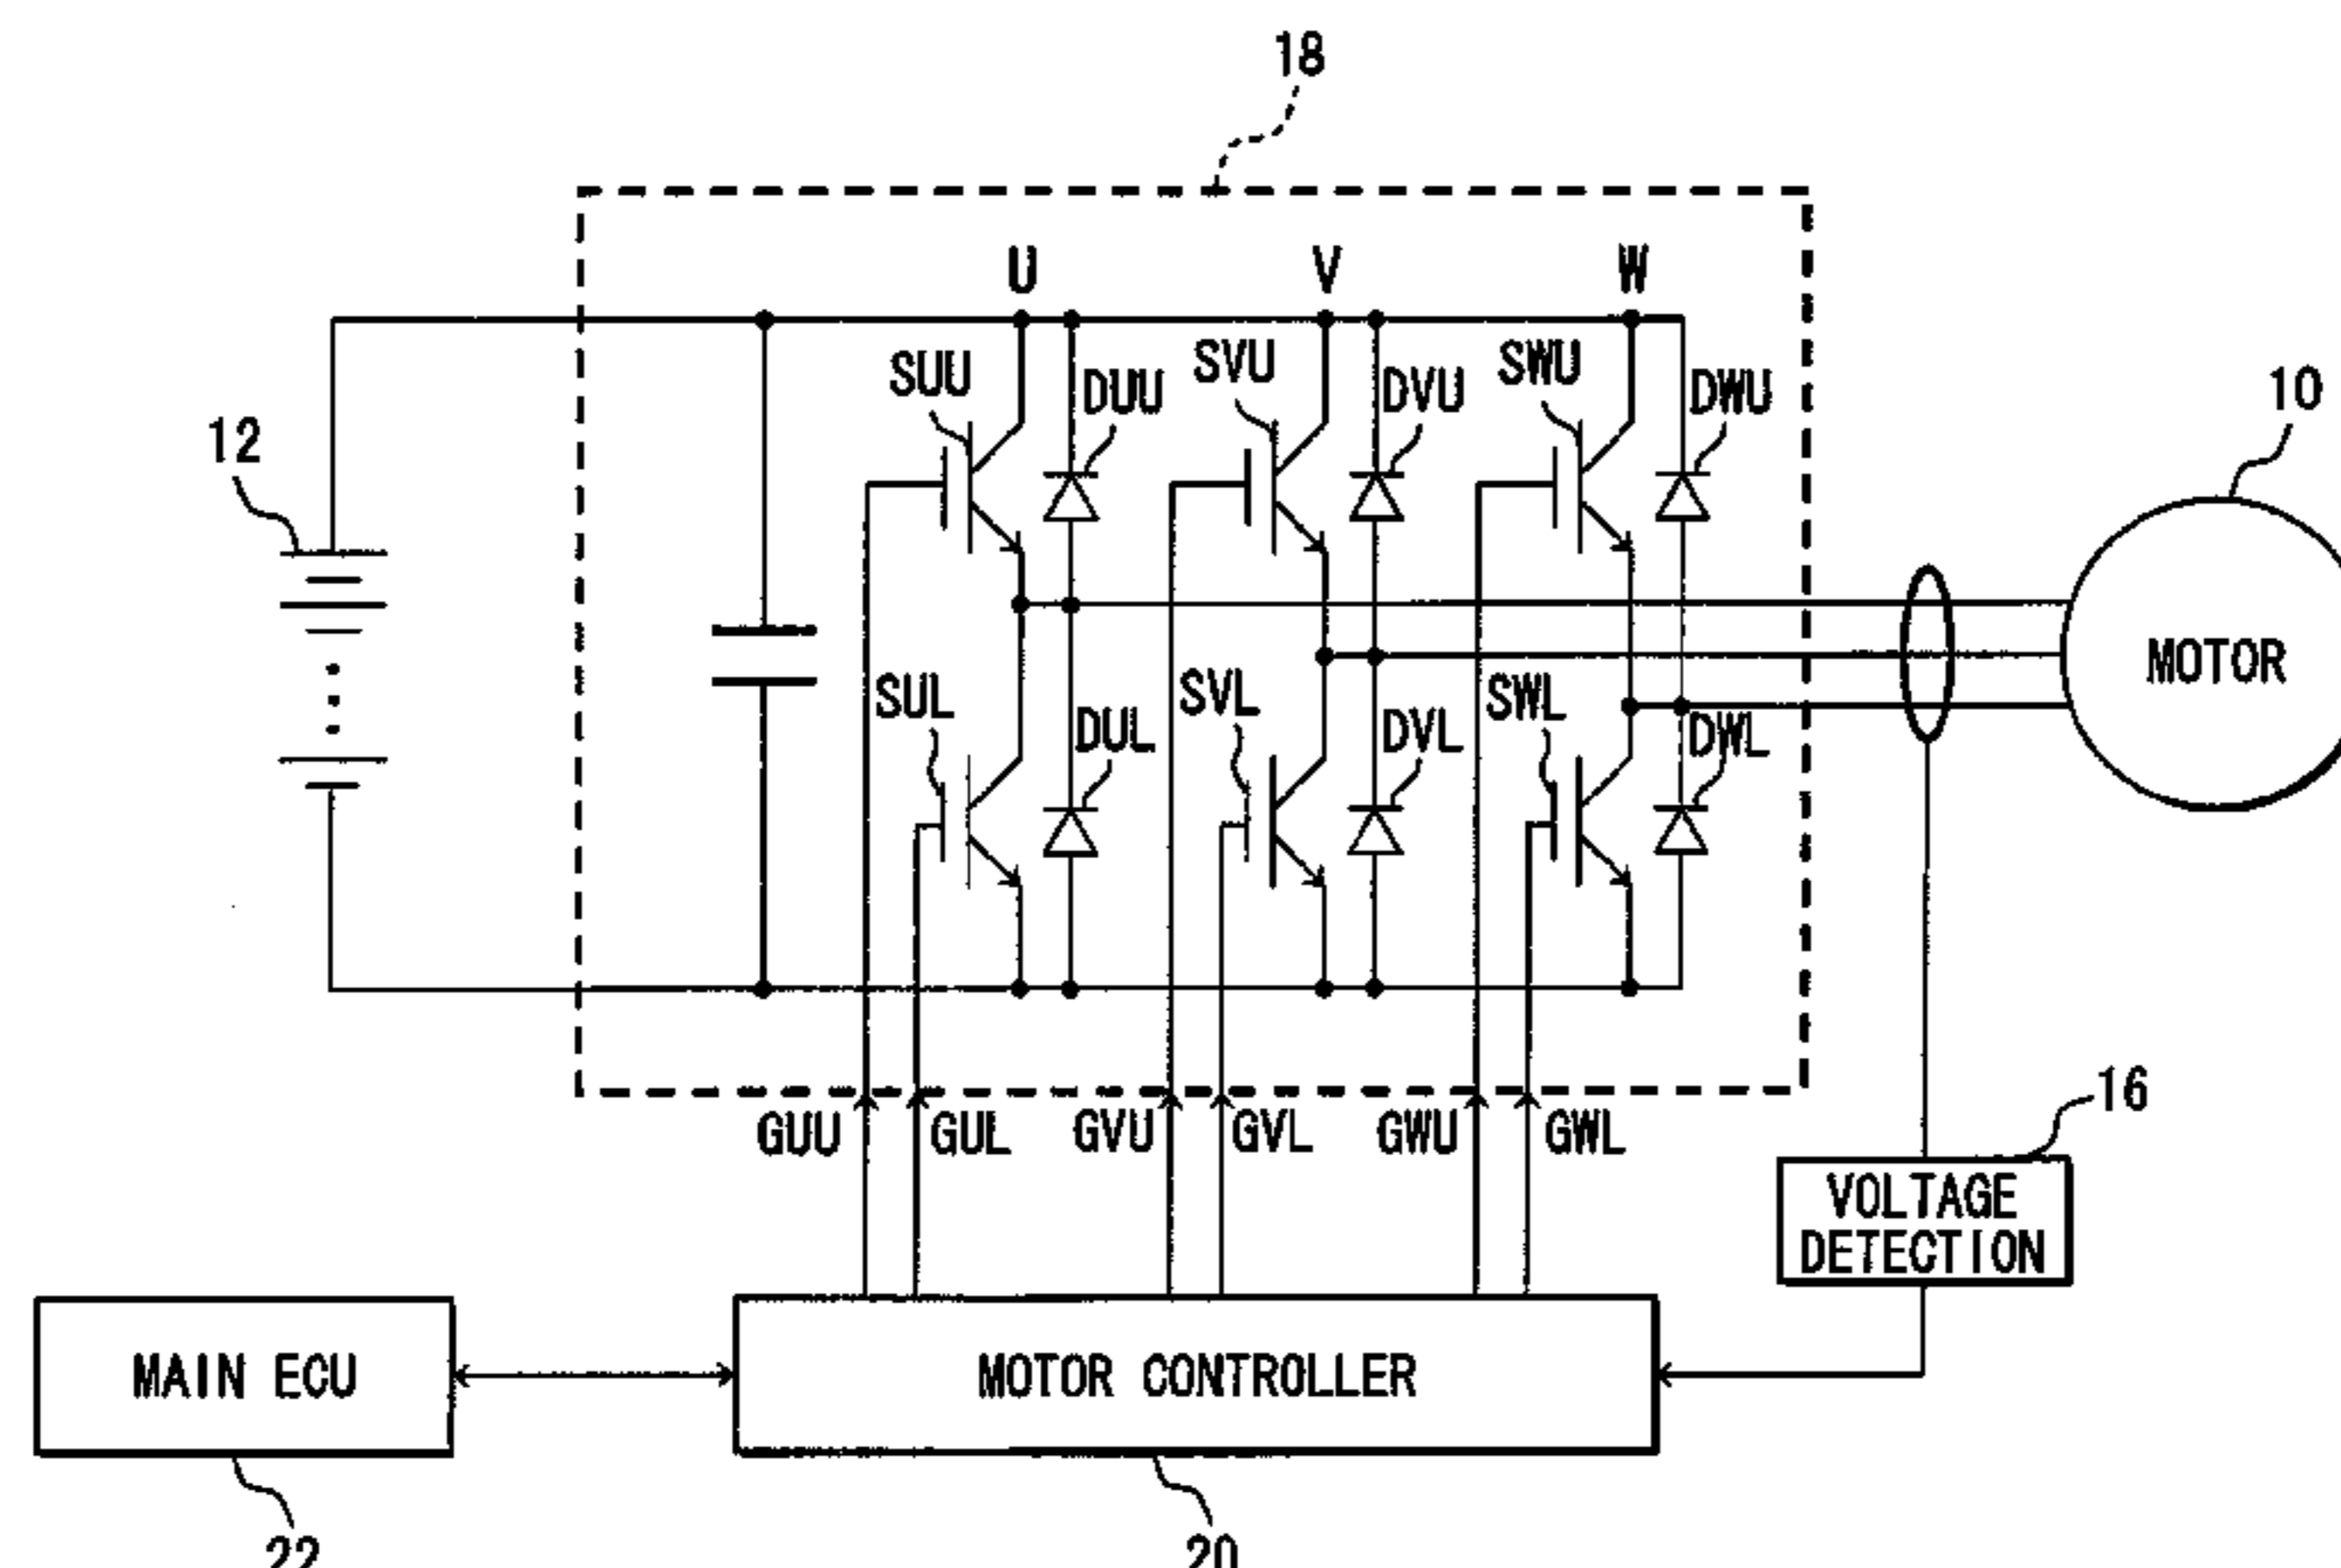 18
U V W
SUU DUU SVU DVU SWU DWU
12
10
MOTOR
SUL DUL SVL DVL SWL DWL
GUU GUL GVU GVL GWU GWL
16
VOLTAGE
DETECTION
MAIN ECU
MOTOR CONTROLLER
22
20